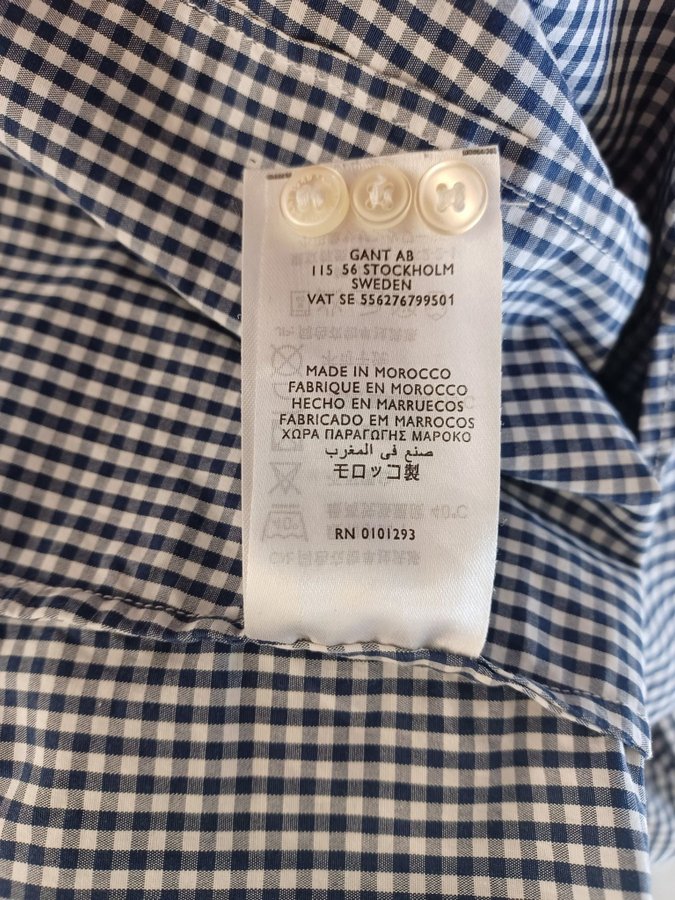 GANT AB
115 56 STOCKHOLM
SWEDEN
VAT SE 556276799501
MADE IN MOROCCO
FABRIQUE EN MOROCCO
HECHO EN MARRUECOS
FABRICADO EM MARROCOS
ΧΩΡΑ ΠΑΡΑΓΩΓΗΣ ΜΑΡΟΚΟ
صنع في المغرب
モロッコ製
RN 0101293